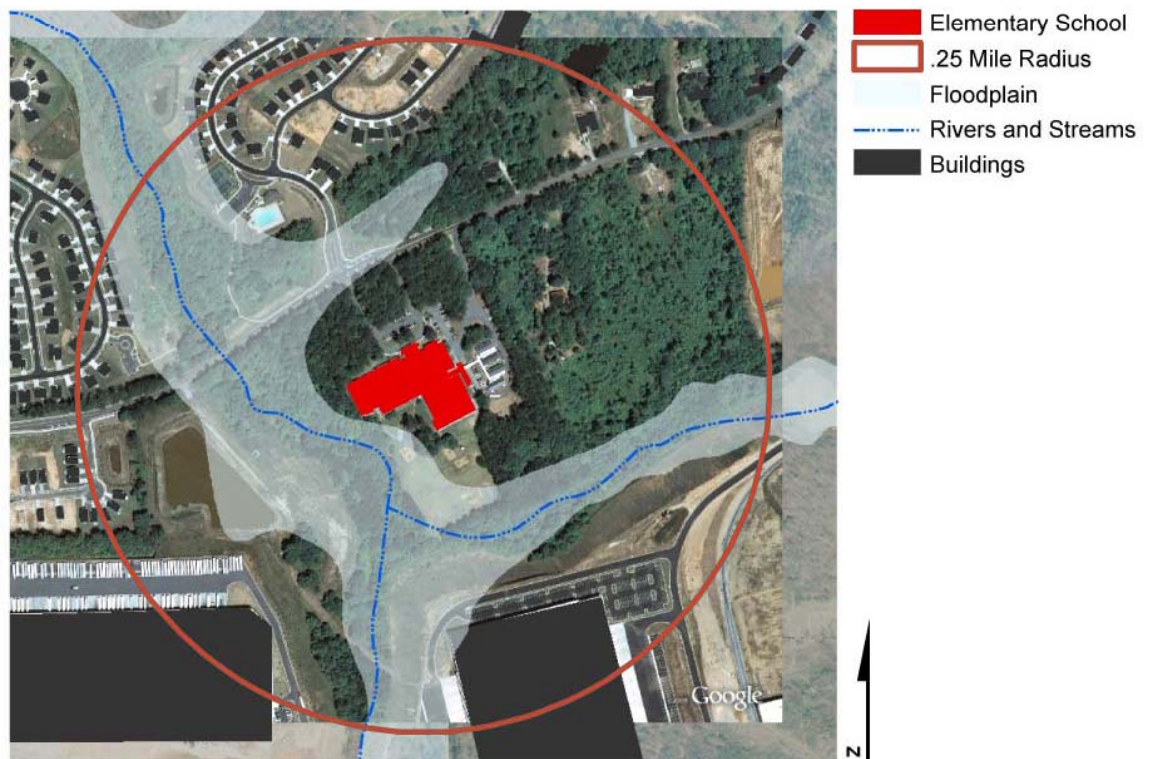 Elementary School
.25 Mile Radius
Floodplain
Rivers and Streams
Buildings
Google
N